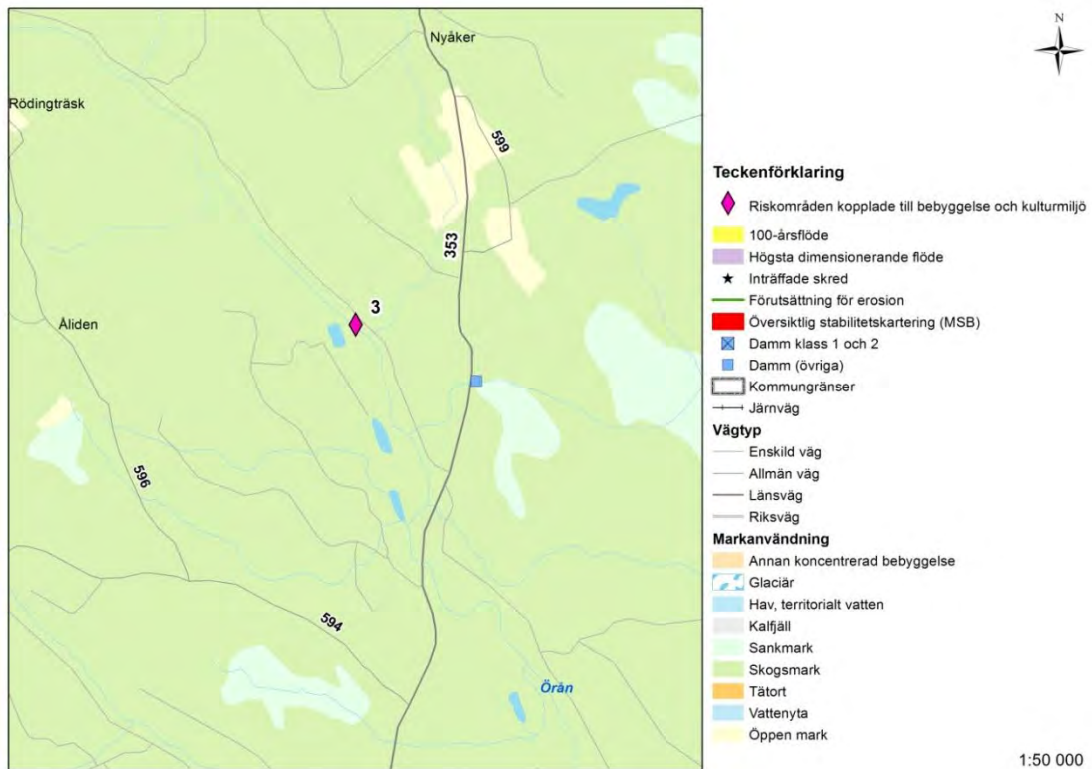 Nyåker
Rödingträsk
599
353
3
Åliden
596
594
Örån
N
Teckenförklaring
Riskområden kopplade till bebyggelse och kulturmiljö
100-årsflöde
Högsta dimensionerande flöde
Inträffade skred
Förutsättning för erosion
Översiktlig stabilitetskartering (MSB)
Damm klass 1 och 2
Damm (övriga)
Kommungränser
Järnväg
Vägtyp
Enskild väg
Allmän väg
Länsväg
Riksväg
Markanvändning
Annan koncentrerad bebyggelse
Glaciär
Hav, territorialt vatten
Kalfjäll
Sankmark
Skogsmark
Tätort
Vattenyta
Öppen mark
1:50 000